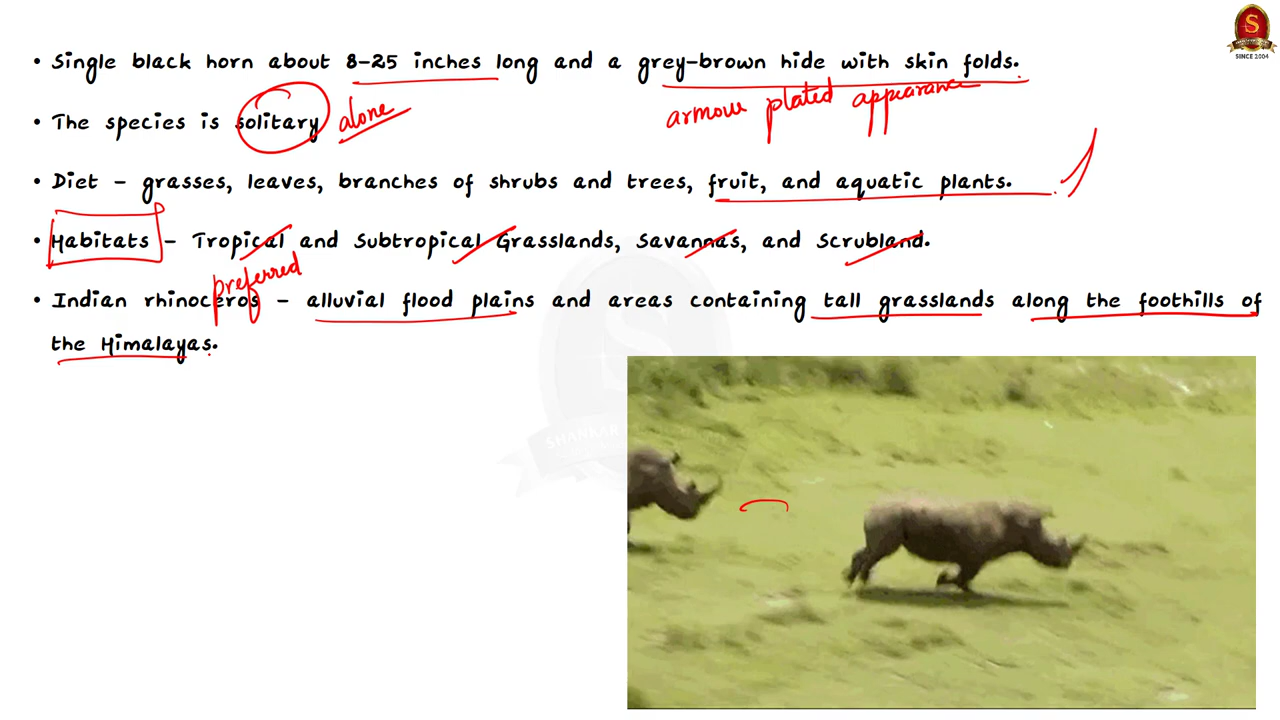 • Single black horn about 8-25 inches long and a grey-brown hide with skin folds.
armour plated appearance
• The species is solitary alone
• Diet – grasses, leaves, branches of shrubs and trees, fruit, and aquatic plants.
• Habitats – Tropical and Subtropical Grasslands, Savannas, and Scrubland.
preferred
• Indian rhinoceros – alluvial flood plains and areas containing tall grasslands along the foothills of
the Himalayas.
S
SINCE 2004
SHANKAR